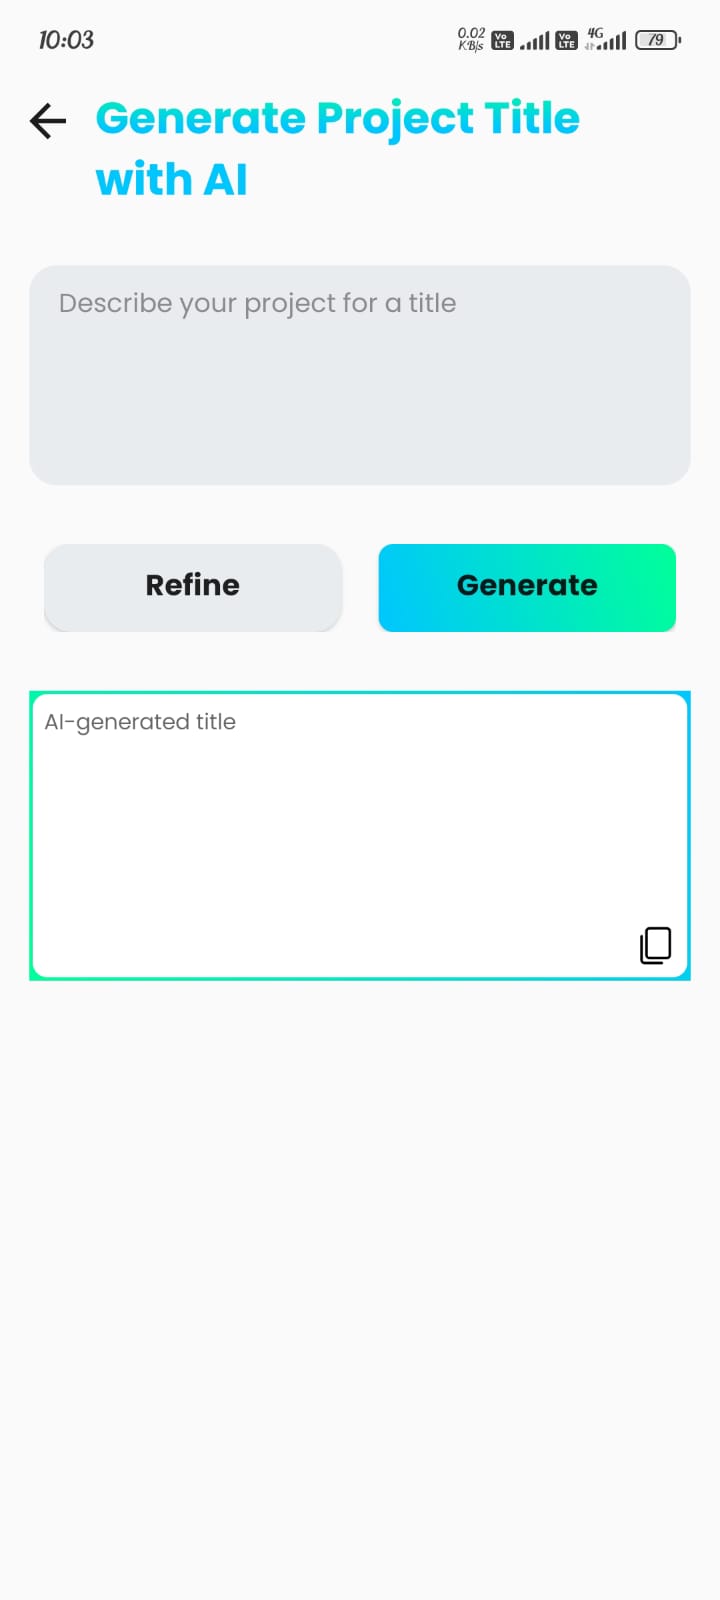 10:03
0.02 KB/s Vo LTE Vo LTE 4G 79
Generate Project Title
with AI
Describe your project for a title
Refine
Generate
AI-generated title